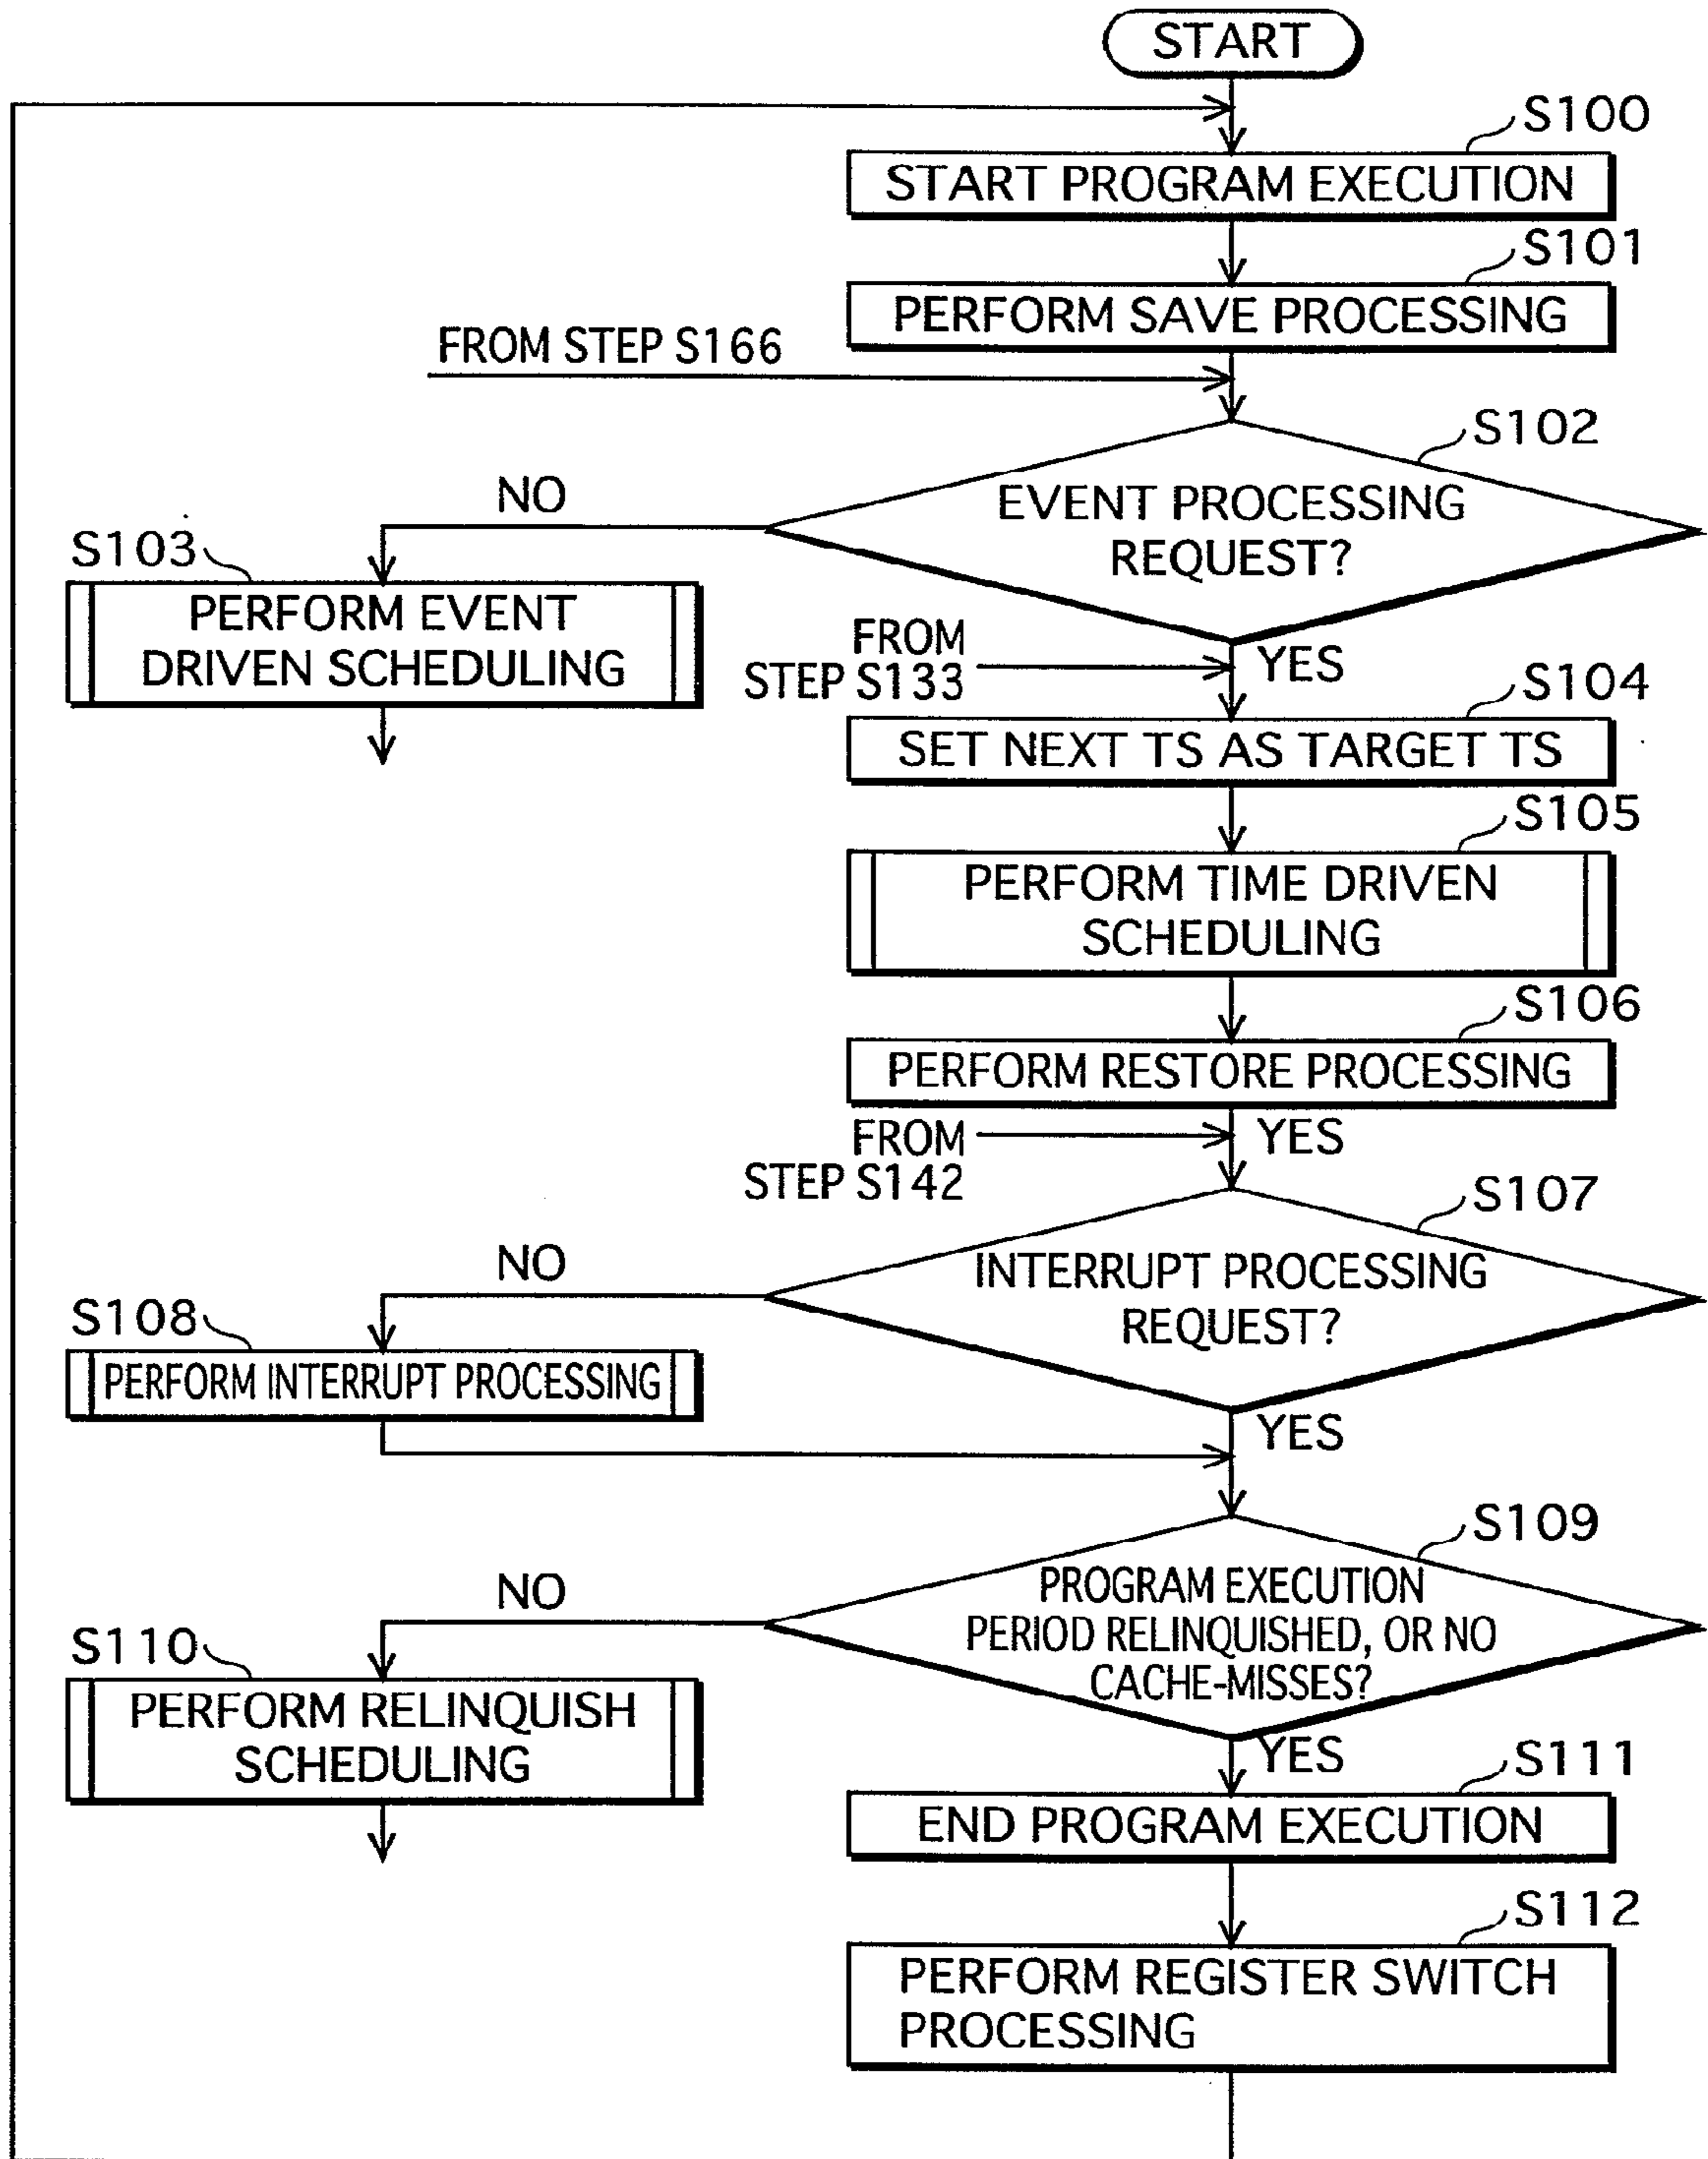 START
S100
START PROGRAM EXECUTION
S101
PERFORM SAVE PROCESSING
FROM STEP S166
S102
EVENT PROCESSING
REQUEST?
NO
S103
PERFORM EVENT
DRIVEN SCHEDULING
FROM
STEP S133
YES
S104
SET NEXT TS AS TARGET TS
S105
PERFORM TIME DRIVEN
SCHEDULING
S106
PERFORM RESTORE PROCESSING
FROM
STEP S142
YES
S107
INTERRUPT PROCESSING
REQUEST?
NO
S108
PERFORM INTERRUPT PROCESSING
YES
S109
PROGRAM EXECUTION
PERIOD RELINQUISHED, OR NO
CACHE-MISSES?
NO
S110
PERFORM RELINQUISH
SCHEDULING
YES
S111
END PROGRAM EXECUTION
S112
PERFORM REGISTER SWITCH
PROCESSING